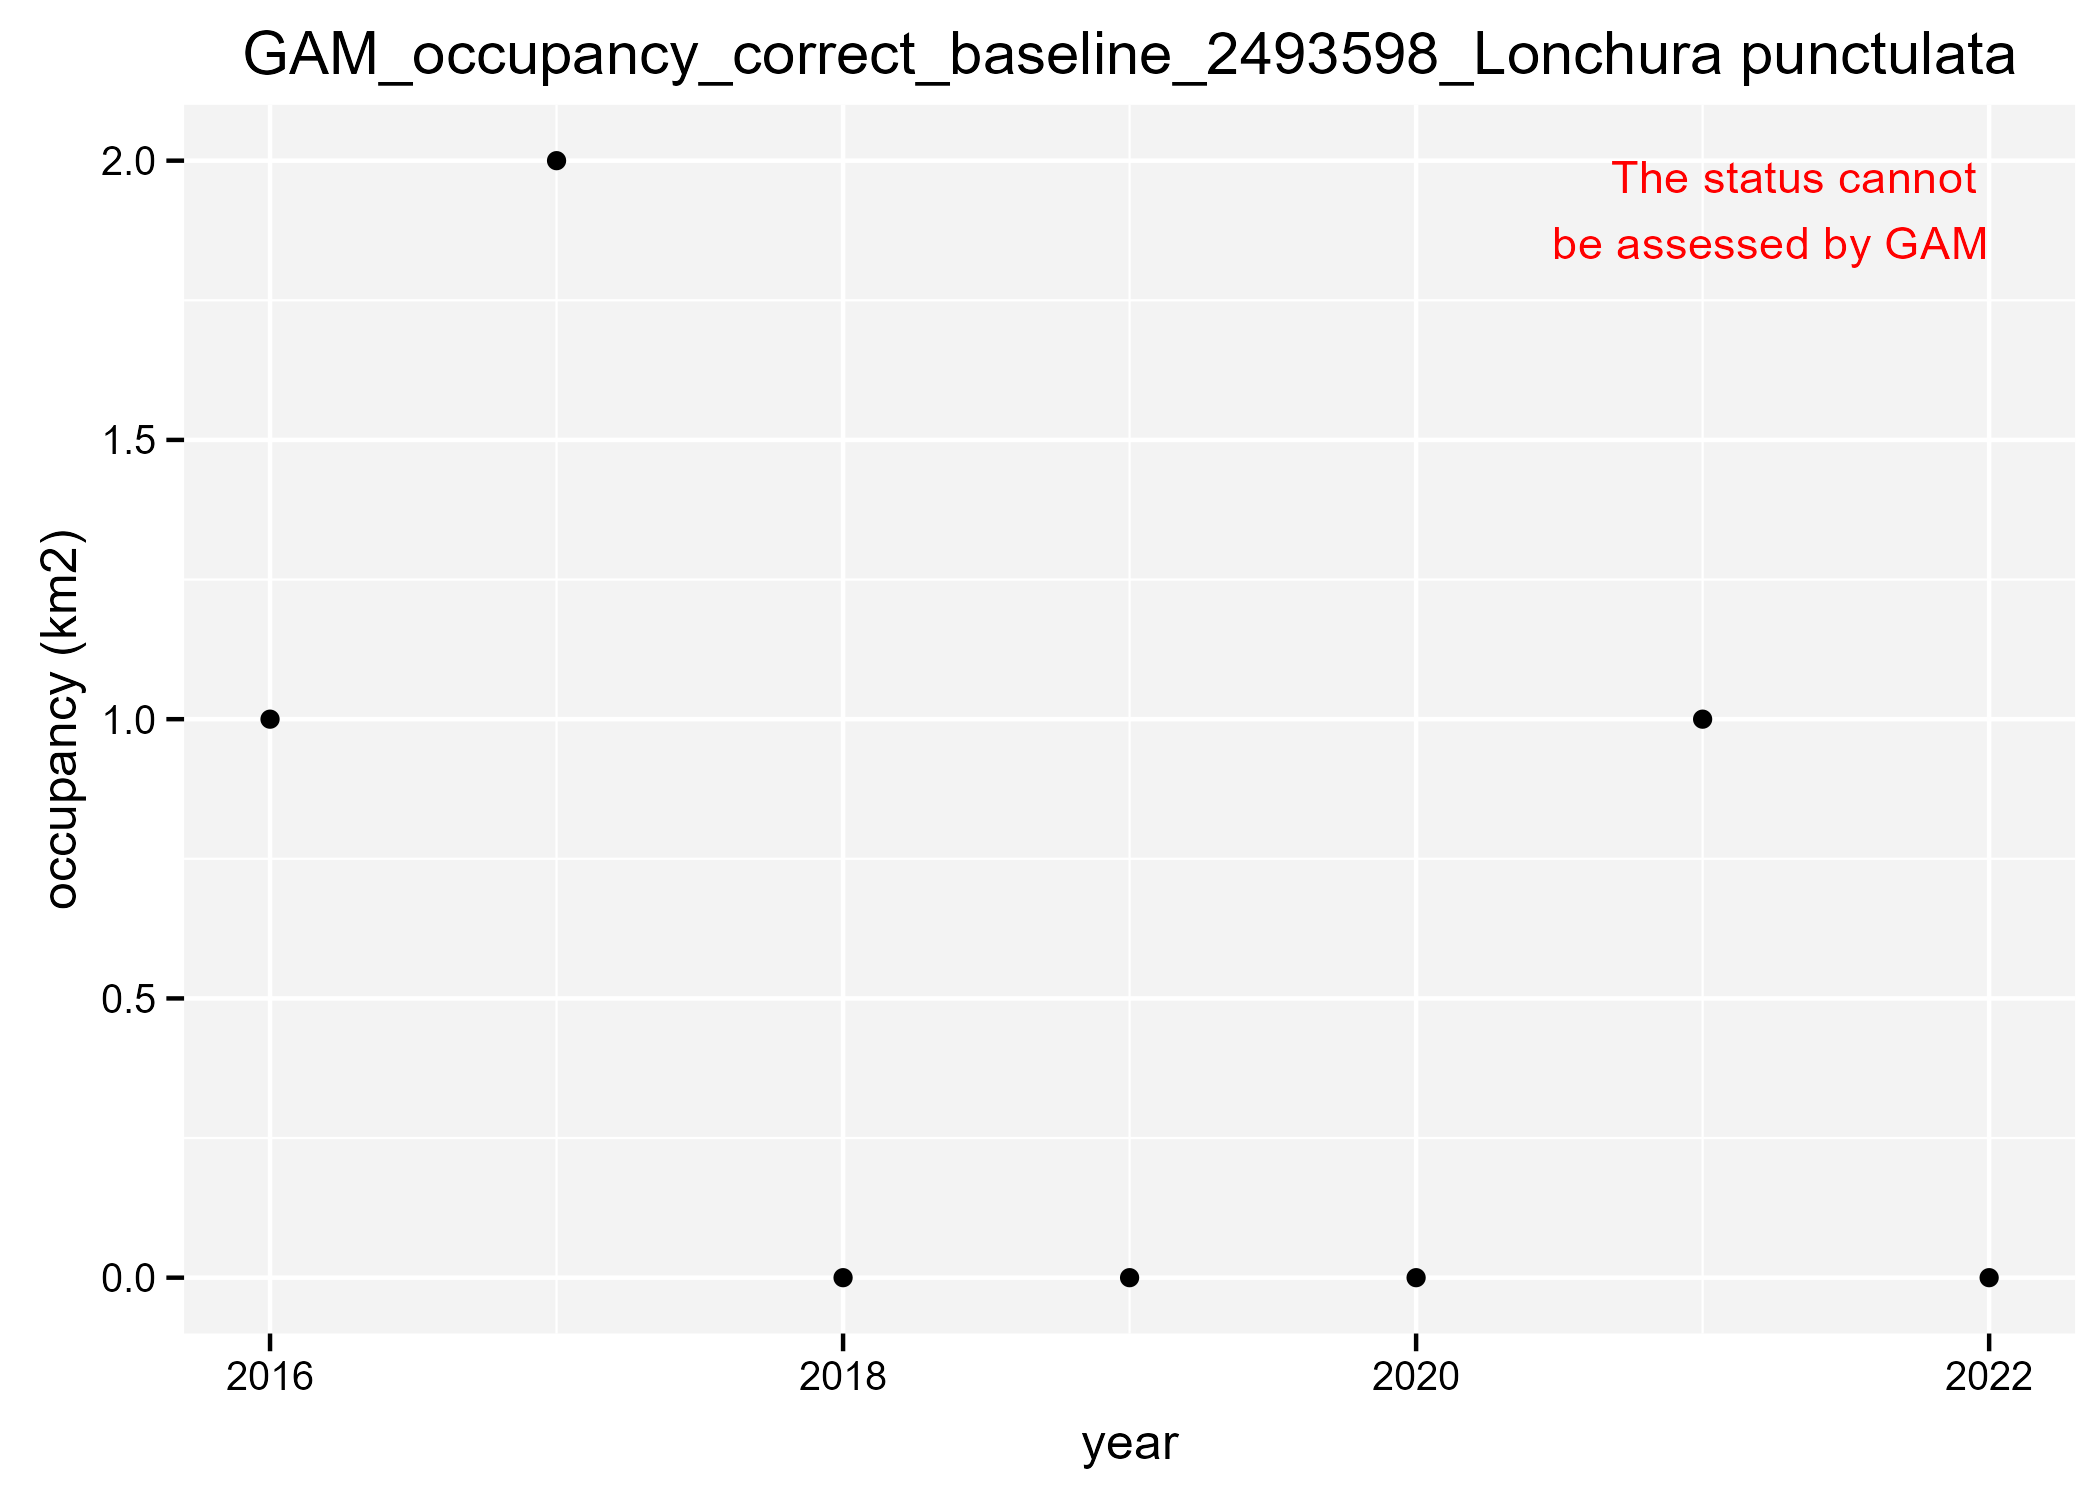 GAM_occupancy_correct_baseline_2493598_Lonchura punctulata
The status cannot
be assessed by GAM
2.0
1.5
1.0
0.5
0.0
occupancy (km2)
2016
2018
2020
2022
year